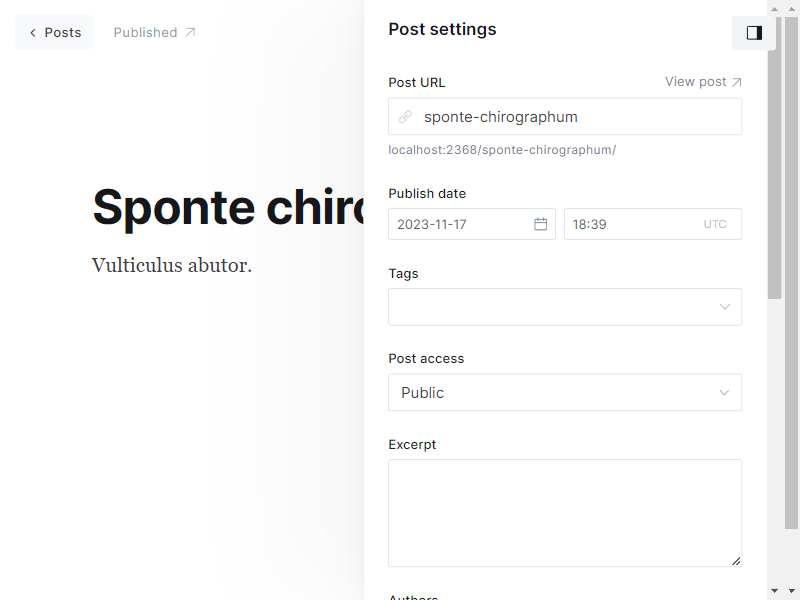 Posts
Published
Sponte chiro
Vulticulus abutor.
Post settings
Post URL
View post
sponte-chirographum
localhost:2368/sponte-chirographum/
Publish date
2023-11-17
18:39
UTC
Tags
Post access
Public
Excerpt
Authors